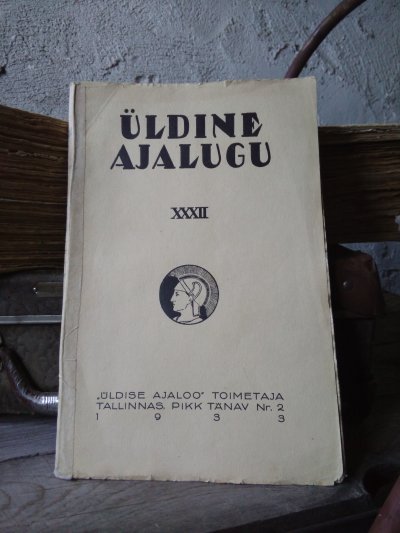 ÜLDINE
AJALUGU
XXXII
„ÜLDISE AJALOO" TOIMETAJA
TALLINNAS, PIKK TÄNAV Nr. 2
1 9 3 3